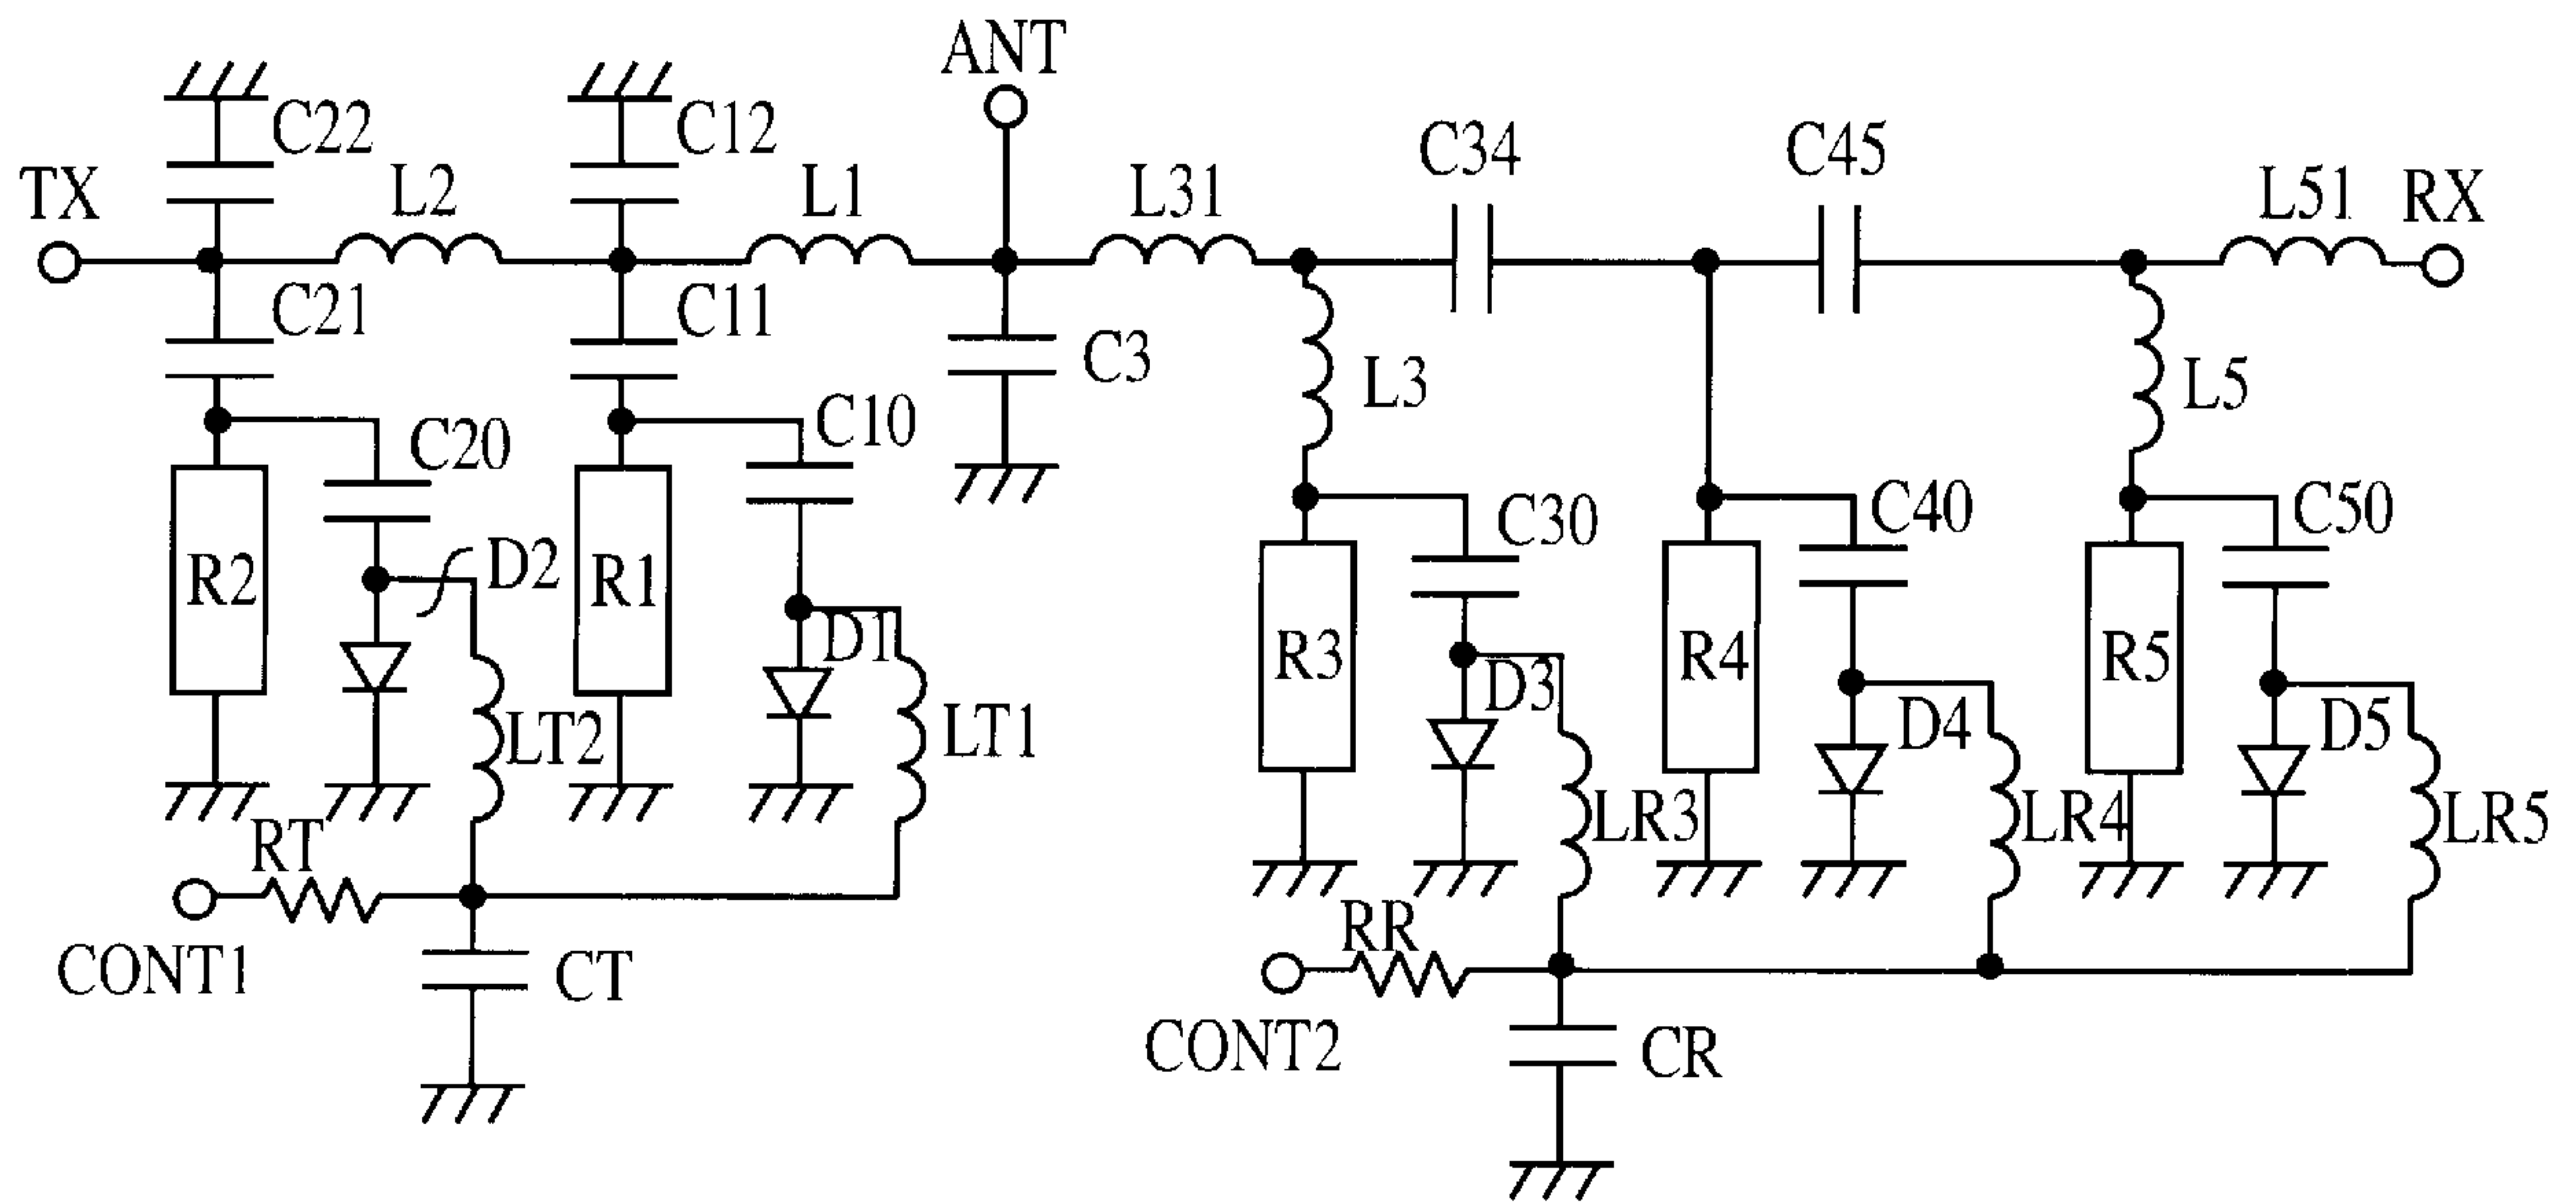 ANT
C22
C12
C34
C45
TX
L2
L1
L31
L51
RX
C21
C11
C3
L3
L5
C20
C10
C30
C40
C50
R2
D2
R1
D1
R3
D3
R4
D4
R5
D5
LT2
LT1
LR3
LR4
LR5
RT
RR
CONT1
CT
CONT2
CR